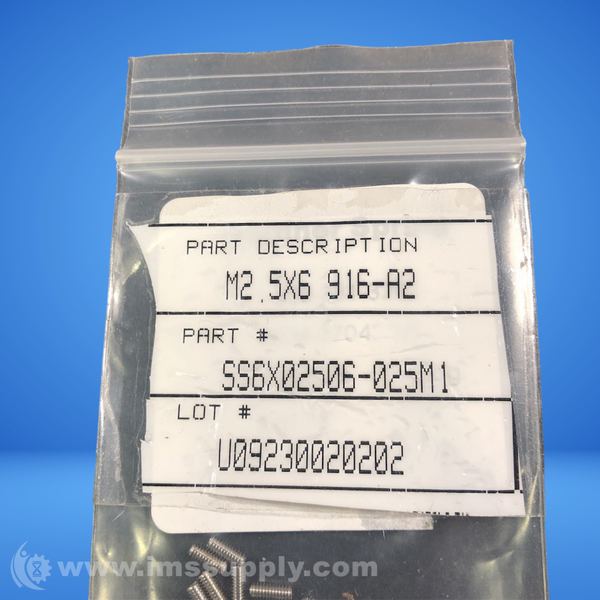 PART DESCRIPTION
M2.5X6 916-A2
PART #
SS6X02506-025M1
LOT #
U09230020202
www.imssupply.com